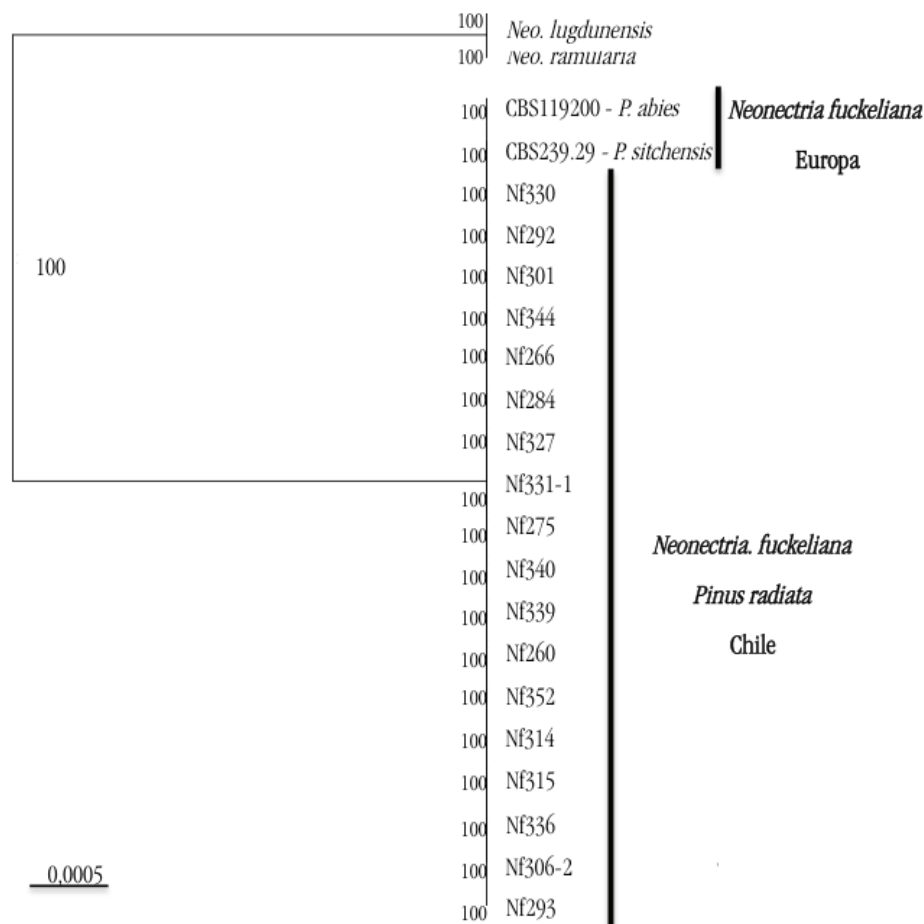 100 Neo. lugdunensis
100 Neo. ramularia
100 CBS119200 - P. abies
Neonectria fuckeliana
100 CBS239.29 - P. sitchensis
Europa
100 Nf330
100 Nf292
100
100 Nf301
100 Nf344
100 Nf266
100 Nf284
100 Nf327
100 Nf331-1
100 Nf275
Neonectria. fuckeliana
100 Nf340
Pinus radiata
100 Nf339
Chile
100 Nf260
100 Nf352
100 Nf314
100 Nf315
100 Nf336
100 Nf306-2
0,0005
100 Nf293